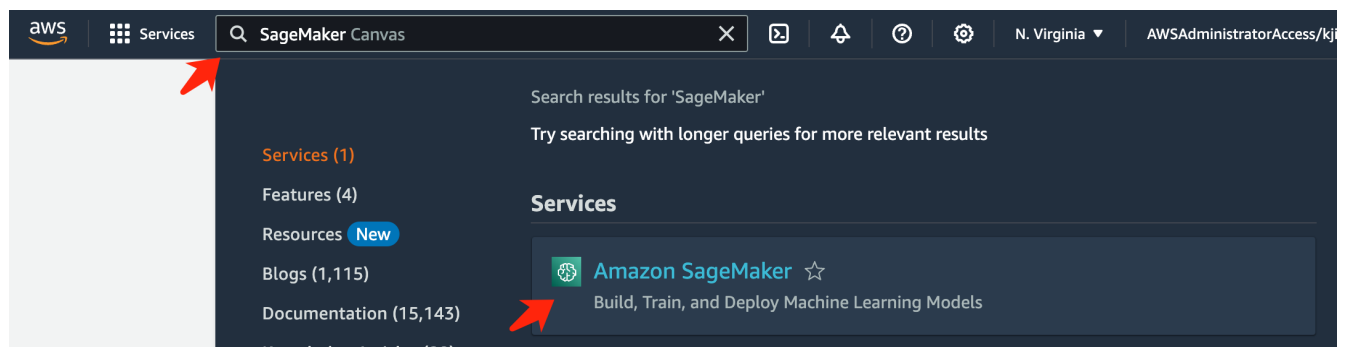 aws
Services
SageMaker Canvas
N. Virginia ▼
AWSAdministratorAccess/kji
Search results for 'SageMaker'
Try searching with longer queries for more relevant results
Services (1)
Features (4)
Resources New
Blogs (1,115)
Documentation (15,143)
Services
Amazon SageMaker
Build, Train, and Deploy Machine Learning Models